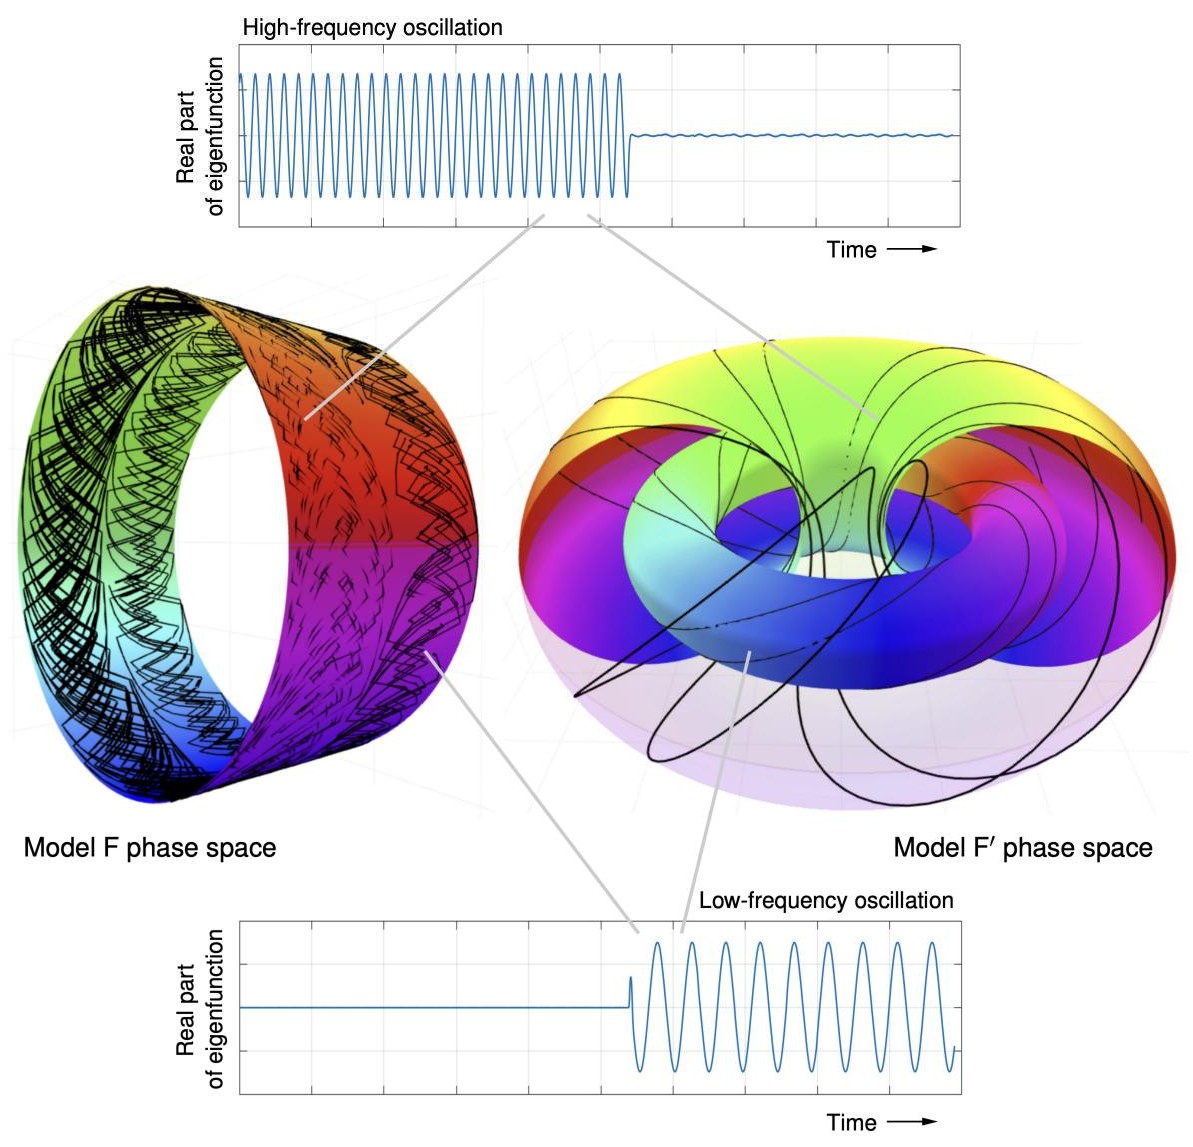 High-frequency oscillation
Real part
of eigenfunction
Time
Model F phase space
Model F′ phase space
Low-frequency oscillation
Real part
of eigenfunction
Time